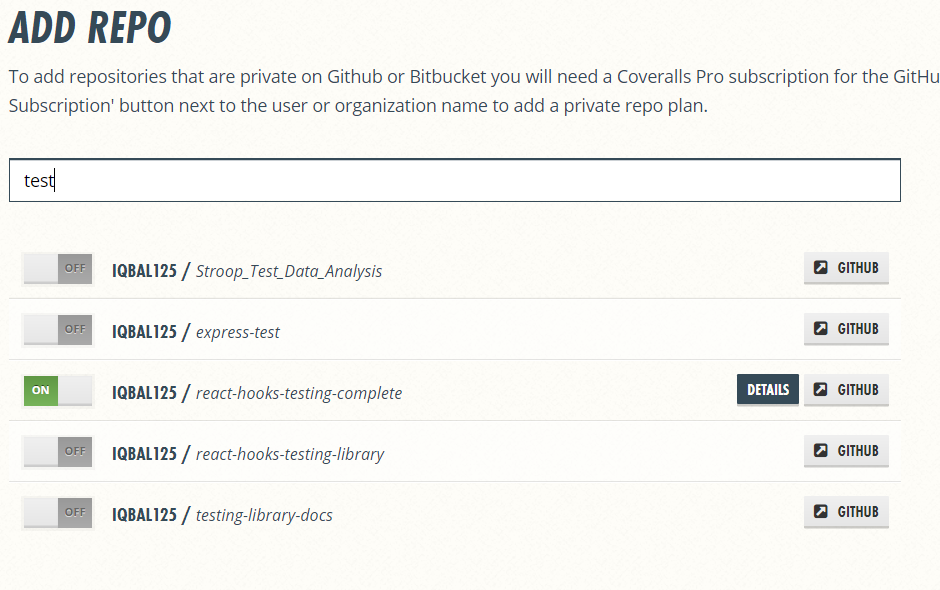 ADD REPO
To add repositories that are private on Github or Bitbucket you will need a Coveralls Pro subscription for the GitHu
Subscription' button next to the user or organization name to add a private repo plan.
test
OFF IQBAL125 / Stroop_Test_Data_Analysis GITHUB
OFF IQBAL125 / express-test GITHUB
ON IQBAL125 / react-hooks-testing-complete DETAILS GITHUB
OFF IQBAL125 / react-hooks-testing-library GITHUB
OFF IQBAL125 / testing-library-docs GITHUB